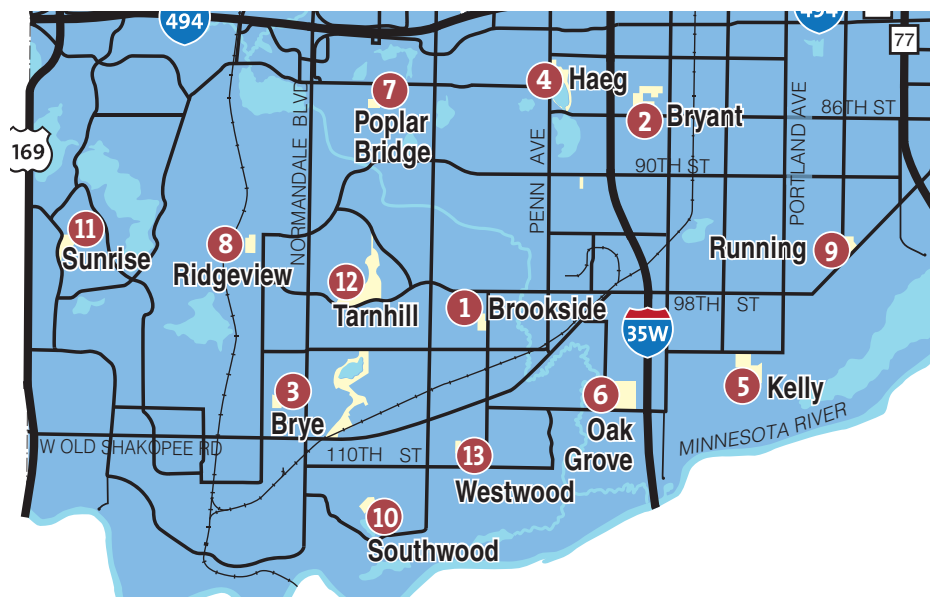 494
494
77
7
Poplar
Bridge
4
Haeg
2
Bryant
86TH ST
169
NORMANDALE BLVD
PENN AVE
90TH ST
PORTLAND AVE
11
Sunrise
8
Ridgeview
Running
9
12
Tarnhill
1
Brookside
98TH ST
35W
3
Brye
6
Oak
Grove
5
Kelly
MINNESOTA RIVER
W OLD SHAKOPEE RD
110TH ST
13
Westwood
10
Southwood